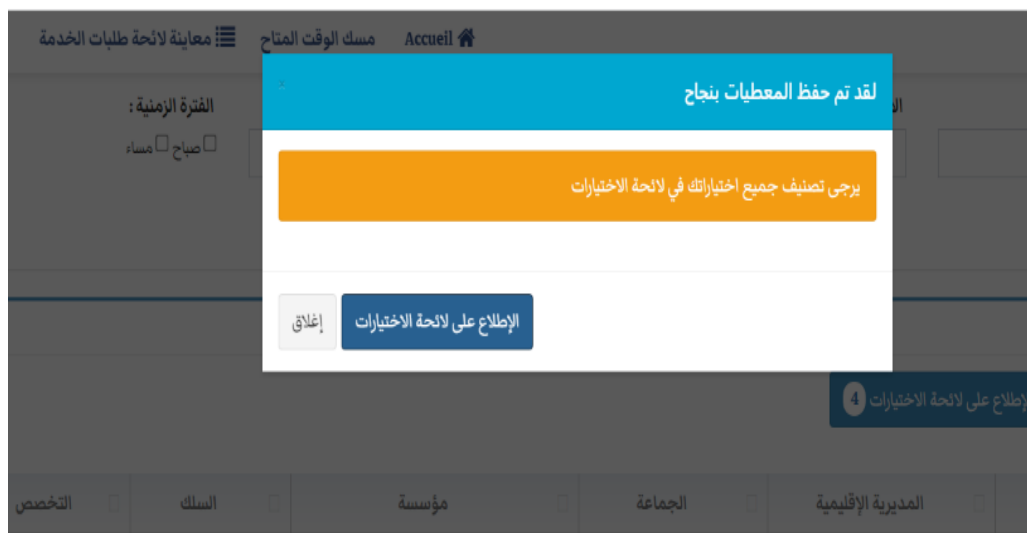 Accueil
مسك الوقت المتاح
معاينة لائحة طلبات الخدمة
الفترة الزمنية :
صباح
مساء
لقد تم حفظ المعطيات بنجاح
x
يرجى تصنيف جميع اختياراتك في لائحة الاختيارات
الإطلاع على لائحة الاختيارات
إغلاق
على لائحة الاختيارات 4
المديرية الإقليمية
الجماعة
مؤسسة
السلك
التخصص